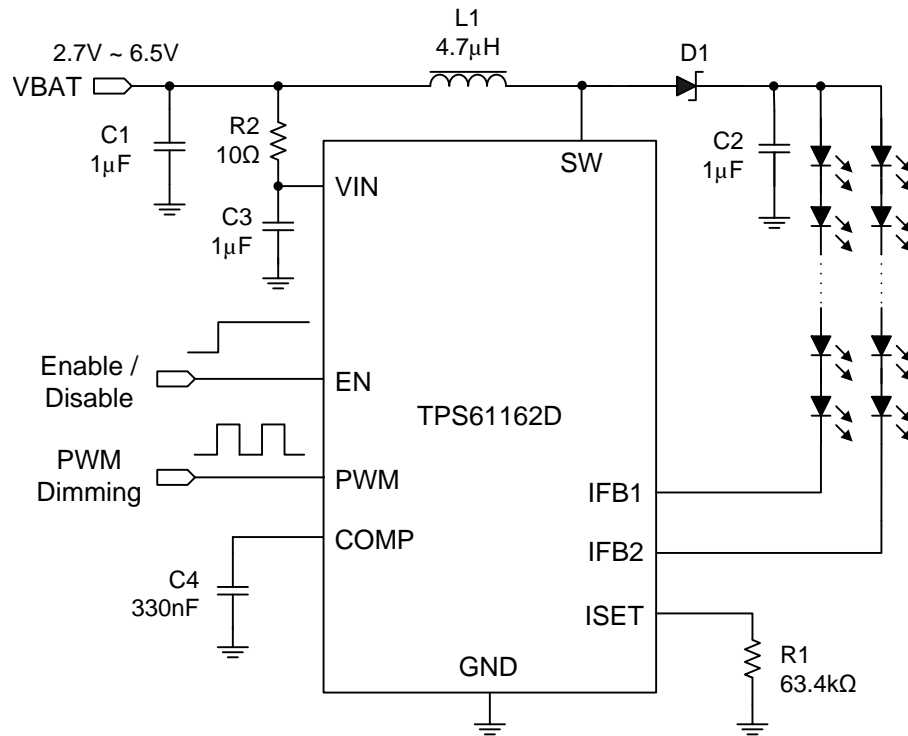 L1
4.7μH
2.7V ~ 6.5V
VBAT
D1
C1
1μF
R2
10Ω
C2
1μF
SW
VIN
C3
1μF
Enable /
Disable
EN
TPS61162D
PWM
Dimming
PWM
IFB1
COMP
IFB2
C4
330nF
ISET
R1
63.4kΩ
GND